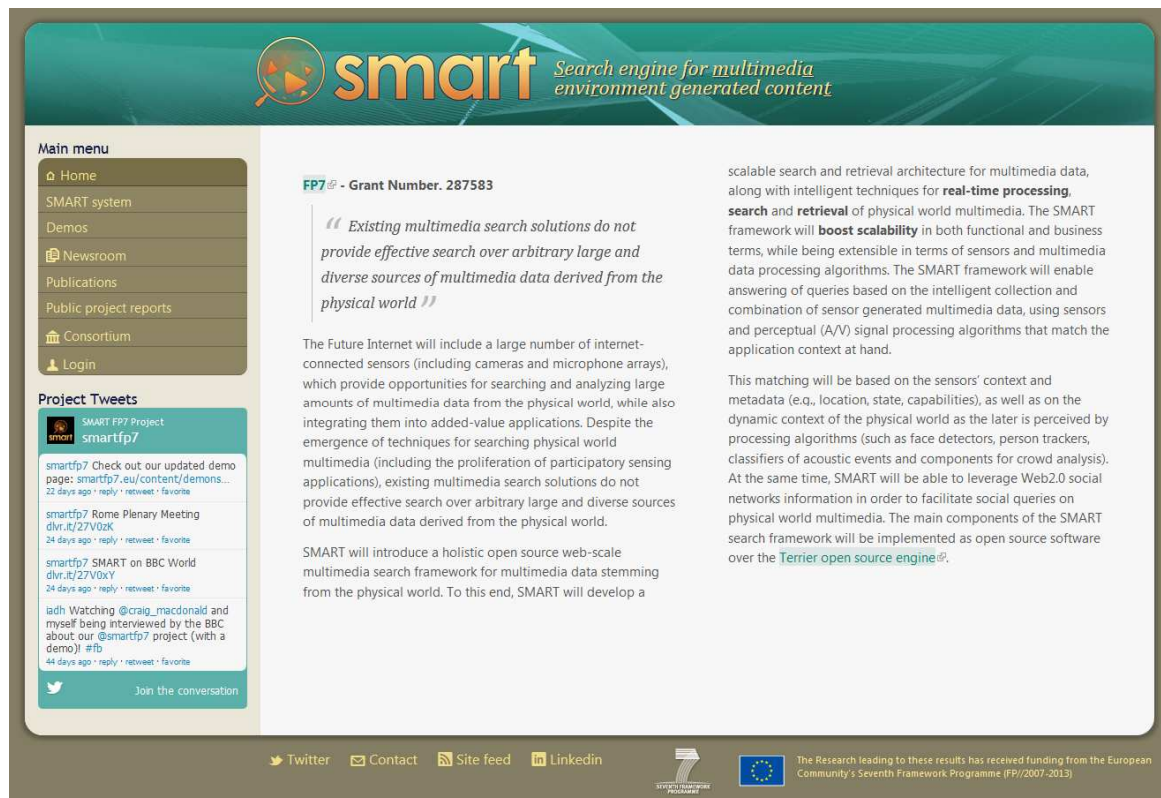 smart
Search engine for multimedia
environment generated content
Main menu
Home
SMART system
Demos
Newsroom
Publications
Public project reports
Consortium
Login
Project Tweets
smart
SMART FP7 Project
smartfp7
smartfp7 Check out our updated demo
page: smartfp7.eu/content/demons...
22 days ago · reply · retweet · favorite
smartfp7 Rome Plenary Meeting
dlvr.it/27V0zK
24 days ago · reply · retweet · favorite
smartfp7 SMART on BBC World
dlvr.it/27V0xY
24 days ago · reply · retweet · favorite
iadh Watching @craig_macdonald and
myself being interviewed by the BBC
about our @smartfp7 project (with a
demo)! #fb
44 days ago · reply · retweet · favorite
Join the conversation
FP7 - Grant Number. 287583
“ Existing multimedia search solutions do not
provide effective search over arbitrary large and
diverse sources of multimedia data derived from the
physical world ”
The Future Internet will include a large number of internet-
connected sensors (including cameras and microphone arrays),
which provide opportunities for searching and analyzing large
amounts of multimedia data from the physical world, while also
integrating them into added-value applications. Despite the
emergence of techniques for searching physical world
multimedia (including the proliferation of participatory sensing
applications), existing multimedia search solutions do not
provide effective search over arbitrary large and diverse sources
of multimedia data derived from the physical world.
SMART will introduce a holistic open source web-scale
multimedia search framework for multimedia data stemming
from the physical world. To this end, SMART will develop a
scalable search and retrieval architecture for multimedia data,
along with intelligent techniques for real-time processing,
search and retrieval of physical world multimedia. The SMART
framework will boost scalability in both functional and business
terms, while being extensible in terms of sensors and multimedia
data processing algorithms. The SMART framework will enable
answering of queries based on the intelligent collection and
combination of sensor generated multimedia data, using sensors
and perceptual (A/V) signal processing algorithms that match the
application context at hand.
This matching will be based on the sensors' context and
metadata (e.g., location, state, capabilities), as well as on the
dynamic context of the physical world as the later is perceived by
processing algorithms (such as face detectors, person trackers,
classifiers of acoustic events and components for crowd analysis).
At the same time, SMART will be able to leverage Web2.0 social
networks information in order to facilitate social queries on
physical world multimedia. The main components of the SMART
search framework will be implemented as open source software
over the Terrier open source engine.
Twitter
Contact
Site feed
Linkedin
SEVENTH FRAMEWORK
PROGRAMME
The Research leading to these results has received funding from the European
Community's Seventh Framework Programme (FP//2007-2013)